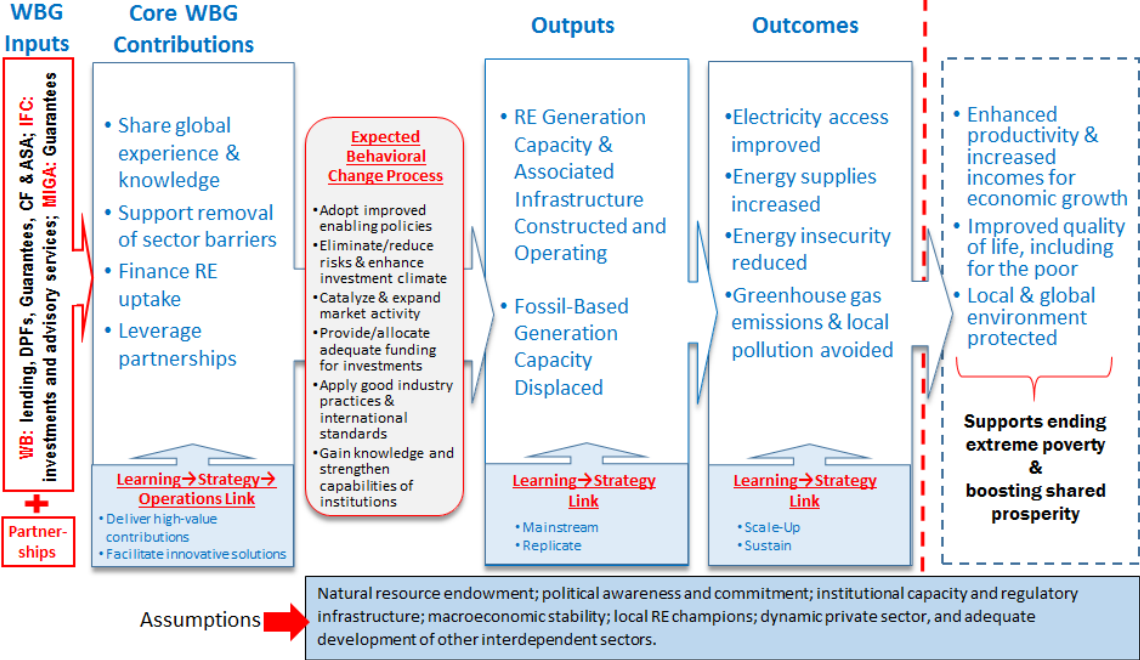 WBG
Inputs
WB: lending, DPFs, Guarantees, CF & ASA; IFC:
investments and advisory services; MIGA: Guarantees
+
Partner-
ships
Core WBG
Contributions
• Share global
experience &
knowledge
• Support removal
of sector barriers
• Finance RE
uptake
• Leverage
partnerships
Learning→Strategy→
Operations Link
• Deliver high-value
contributions
• Facilitate innovative solutions
Expected
Behavioral
Change Process
•Adopt improved
enabling policies
•Eliminate/reduce
risks & enhance
investment climate
•Catalyze & expand
market activity
•Provide/allocate
adequate funding
for investments
•Apply good industry
practices &
international
standards
•Gain knowledge and
strengthen
capabilities of
institutions
Outputs
• RE Generation
Capacity &
Associated
Infrastructure
Constructed and
Operating
• Fossil-Based
Generation
Capacity
Displaced
Learning→Strategy
Link
• Mainstream
• Replicate
Outcomes
•Electricity access
improved
•Energy supplies
increased
•Energy insecurity
reduced
•Greenhouse gas
emissions & local
pollution avoided
Learning→Strategy
Link
• Scale-Up
• Sustain
• Enhanced
productivity &
increased
incomes for
economic growth
• Improved quality
of life, including
for the poor
• Local & global
environment
protected
Supports ending
extreme poverty
&
boosting shared
prosperity
Assumptions
Natural resource endowment; political awareness and commitment; institutional capacity and regulatory
infrastructure; macroeconomic stability; local RE champions; dynamic private sector, and adequate
development of other interdependent sectors.